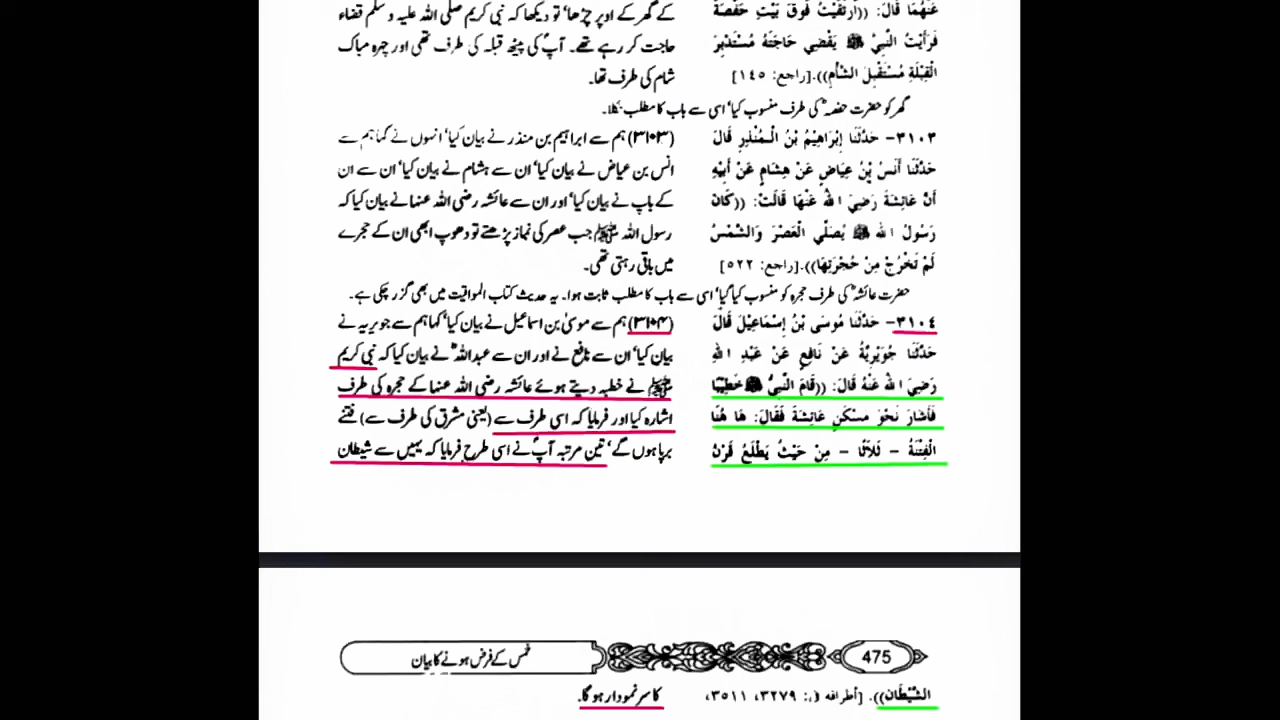 عَنْهُمَا قَالَ: ((ارْتَقَيْتُ فَوْقَ بَيْتِ حَفْصَةَ
فَرَأَيْتُ النَّبِيَّ ﷺ يَقْضِي حَاجَتَهُ مُسْتَدْبِرَ
الْقِبْلَةِ مُسْتَقْبِلَ الشَّأْمِ)).[راجع: ١٤٥]
کے گھر کے اوپر چڑھا' تو دیکھا کہ نبی کریم صلی اللہ علیہ وسلم قضاء
حاجت کر رہے تھے۔ آپ کی پیٹھ قبلہ کی طرف تھی اور چہرہ مباک
شام کی طرف تھا۔
گھر کو حضرت حفصہؓ کی طرف منسوب کیا' اسی سے باب کا مطلب نکلا۔
٣١٠٣- حَدَّثَنَا إِبْرَاهِيْمُ بْنُ الْـمُنْذِرِ قَالَ
حَدَّثَنَا أَنَسُ بْنُ عِيَاضٍ عَنْ هِشَامٍ عَنْ أَبِيْهِ
أَنَّ عَائِشَةَ رَضِيَ اللهُ عَنْهَا قَالَتْ: ((كَانَ
رَسُولُ اللهِ ﷺ يُصَلِّي الْعَصْرَ وَالشَّمْسُ
لَمْ تَخْرُجْ مِنْ حُجْرَتِهَا)).[راجع: ٥٢٢]
(۳۱۰۳) ہم سے ابراہیم بن منذر نے بیان کیا' انہوں نے کہا ہم سے
انس بن عیاض نے بیان کیا' ان سے ہشام نے بیان کیا' ان سے ان
کے باپ نے بیان کیا' اور ان سے عائشہ رضی اللہ عنہا نے بیان کیا کہ
رسول اللہ ﷺ جب عصر کی نماز پڑھتے تو دھوپ ابھی ان کے حجرے
میں باقی رہتی تھی۔
حضرت عائشہؓ کی طرف حجرہ کو منسوب کیا گیا' اسی سے باب کا مطلب ثابت ہوا۔ یہ حدیث کتاب المواقیت میں بھی گزر چکی ہے۔
٣١٠٤- حَدَّثَنَا مُوسَى بْنُ إِسْمَاعِيْلَ قَالَ
حَدَّثَنَا جُوَيْرِيَةُ عَنْ نَافِعٍ عَنْ عَبْدِ اللهِ
رَضِيَ اللهُ عَنْهُ قَالَ: ((قَامَ النَّبِيُّ ﷺ خَطِيْبًا
فَأَشَارَ نَحْوَ مَسْكَنِ عَائِشَةَ فَقَالَ: هَا هُنَا
الْفِتْنَةُ - ثَلاَثًا - مِنْ حَيْثُ يَطْلَعُ قَرْنُ
(۳۱۰۴) ہم سے موسیٰ بن اسماعیل نے بیان کیا' کہا ہم سے جویریہ نے
بیان کیا' ان سے نافع نے اور ان سے عبداللہؓ نے بیان کیا کہ نبی کریم
ﷺ نے خطبہ دیتے ہوئے عائشہ رضی اللہ عنہا کے حجرہ کی طرف
اشارہ کیا اور فرمایا کہ اسی طرف سے (یعنی مشرق کی طرف سے) فتنے
برپا ہوں گے' تین مرتبہ آپؐ نے اسی طرح فرمایا کہ یہیں سے شیطان
475
خمس کے فرض ہونے کا بیان
الشَّيْطَانِ)). [أطرافه في: ٣٢٧٩، ٣٥١١،
کا سر نمودار ہو گا۔